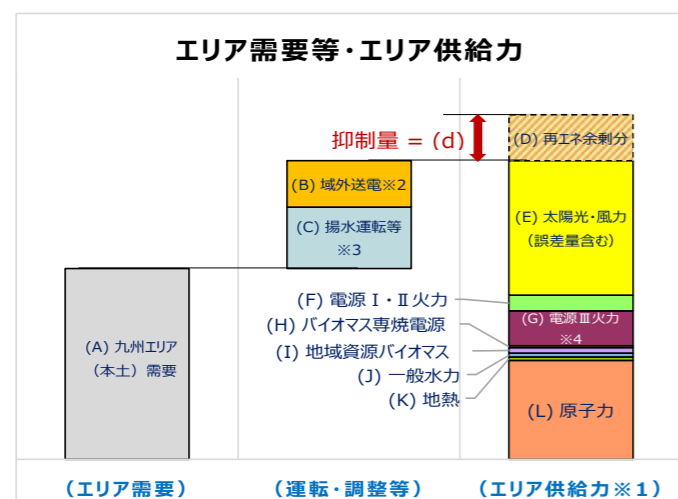 エリア需要等・エリア供給力
抑制量 = (d)
(D) 再エネ余剰分
(B) 域外送電※2
(C) 揚水運転等
※3
(E) 太陽光・風力
（誤差量含む）
(F) 電源Ⅰ・Ⅱ火力
(G) 電源Ⅲ火力
※4
(H) バイオマス専焼電源
(I) 地域資源バイオマス
(J) 一般水力
(K) 地熱
(A) 九州エリア
（本土）需要
(L) 原子力
（エリア需要）
（運転・調整等）
（エリア供給力※1）